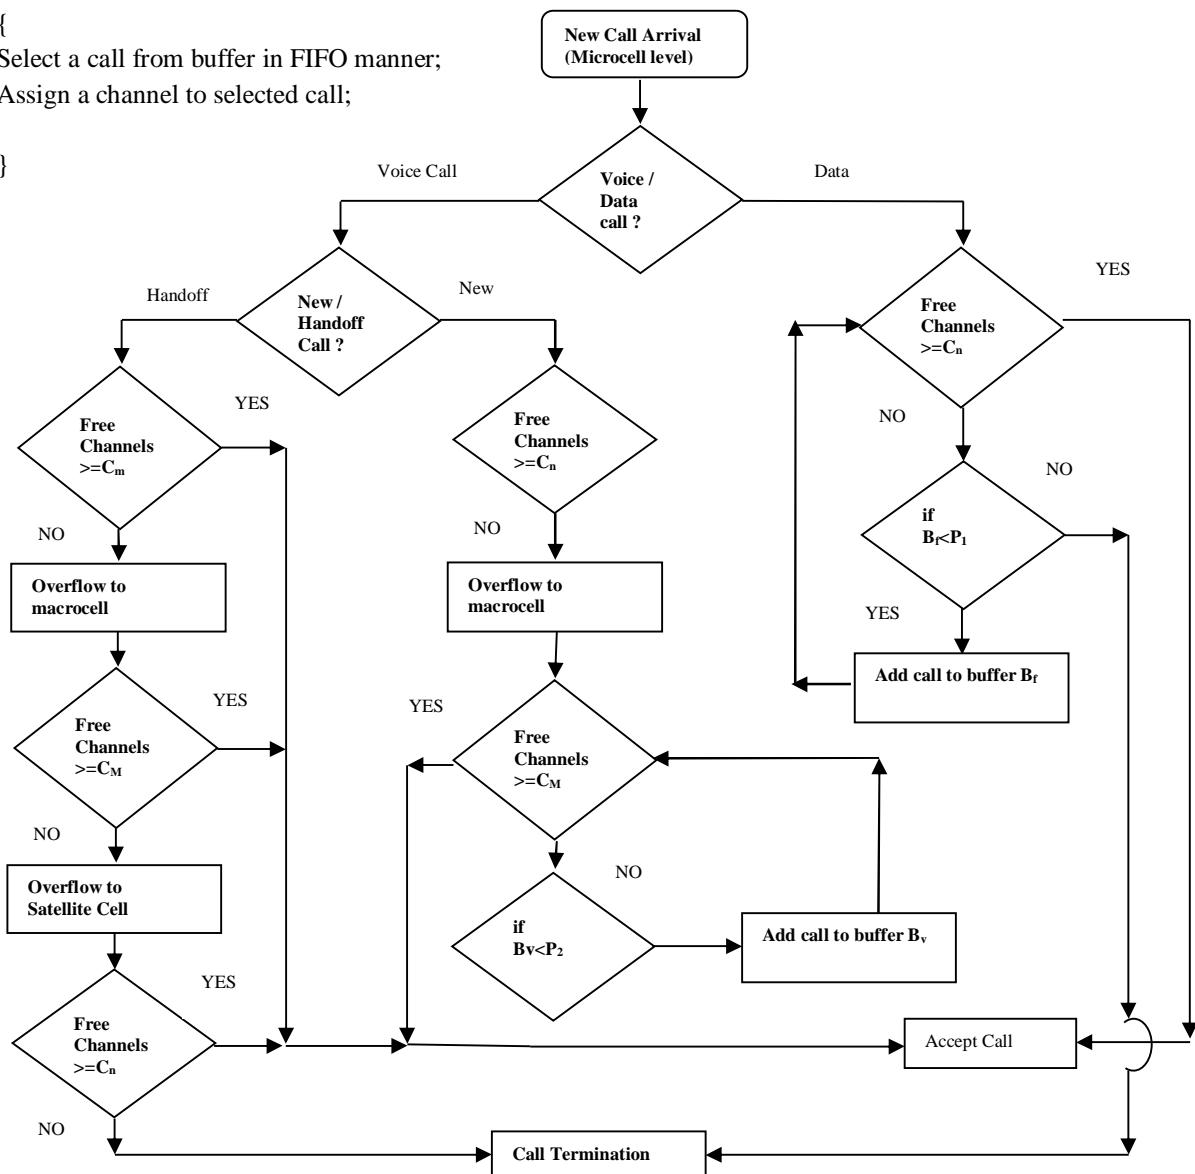 {
Select a call from buffer in FIFO manner;
Assign a channel to selected call;
}
New Call Arrival
(Microcell level)
Voice Call
Voice /
Data
call ?
Data
Handoff
New /
Handoff
Call ?
New
Free
Channels
>=Cn
YES
Free
Channels
>=Cm
YES
Free
Channels
>=Cn
NO
if
Bf<P1
NO
NO
Overflow to
macrocell
NO
Overflow to
macrocell
YES
Add call to buffer Bf
Free
Channels
>=CM
YES
YES
Free
Channels
>=CM
NO
Overflow to
Satellite Cell
NO
if
Bv<P2
Add call to buffer Bv
Free
Channels
>=Cn
YES
Accept Call
NO
Call Termination